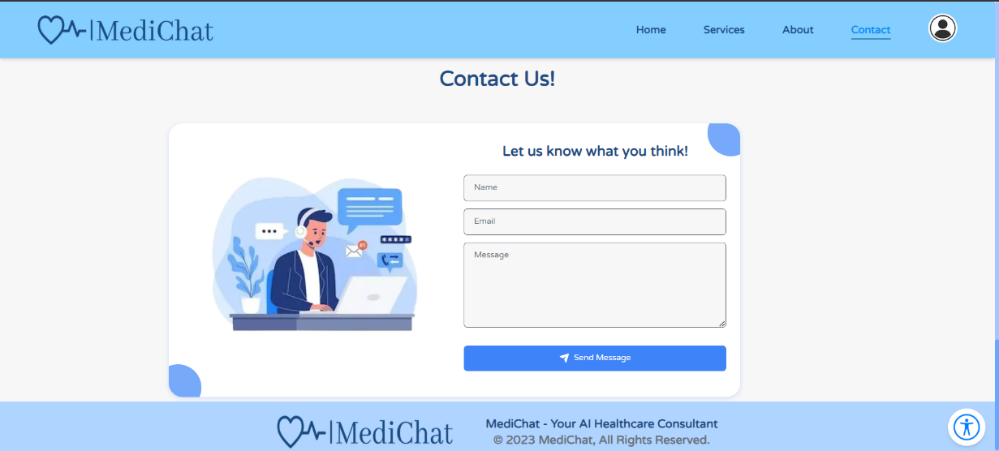 |MediChat
Home
Services
About
Contact
Contact Us!
Let us know what you think!
Name
Email
Message
Send Message
|MediChat
MediChat - Your AI Healthcare Consultant
© 2023 MediChat, All Rights Reserved.